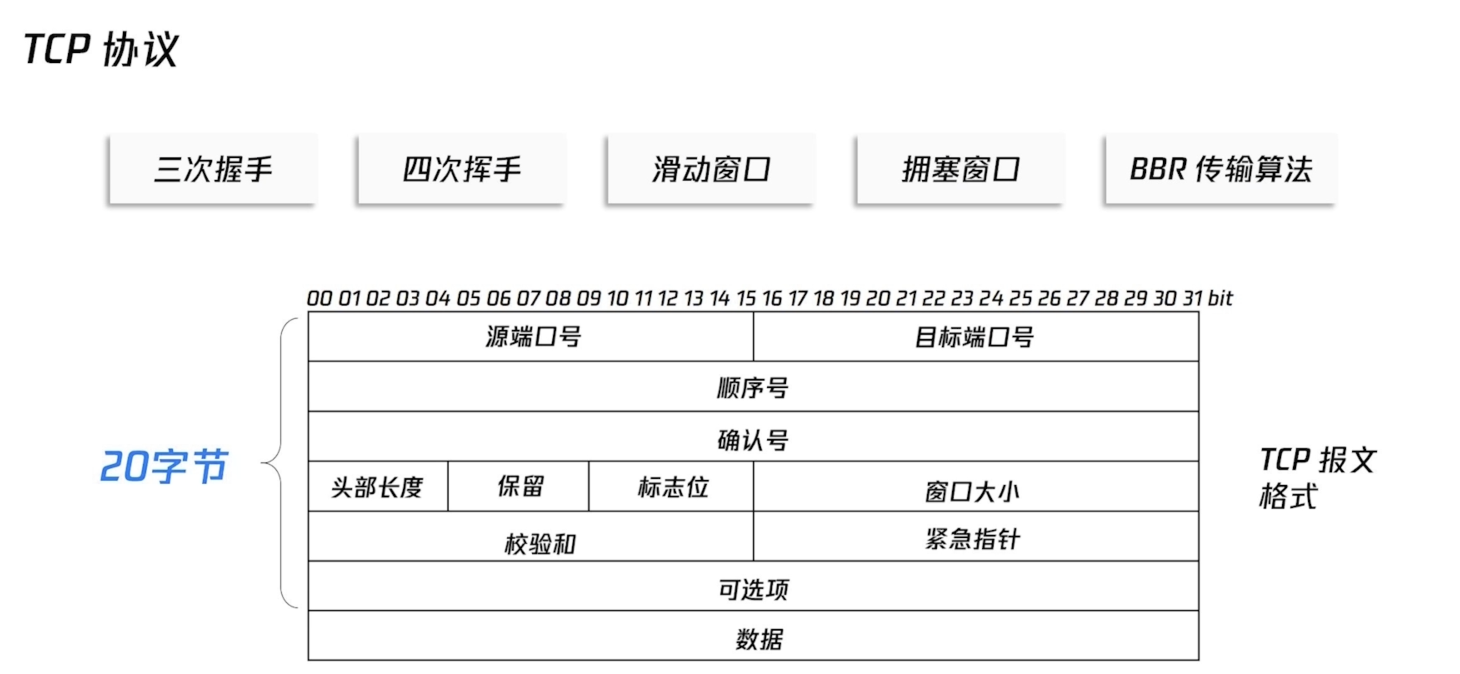 TCP 协议
三次握手
四次挥手
滑动窗口
拥塞窗口
BBR 传输算法
00 01 02 03 04 05 06 07 08 09 10 11 12 13 14 15 16 17 18 19 20 21 22 23 24 25 26 27 28 29 30 31 bit
源端口号 目标端口号
顺序号
确认号
20字节
头部长度 保留 标志位 窗口大小
校验和 紧急指针
可选项
数据
TCP 报文
格式